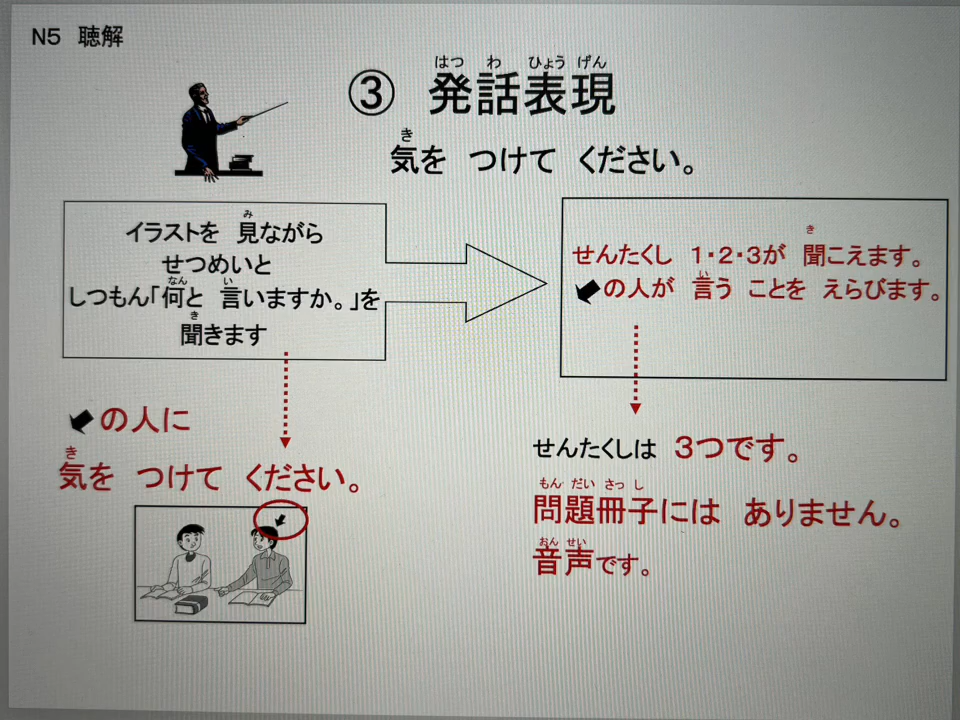 N5 聴解
はつ わ ひょう げん
③ 発話表現
き
気を つけて ください。
み
イラストを 見ながら
せつめいと
なん い
しつもん「何と 言いますか。」を
き
聞きます
き
せんたくし 1・2・3が 聞こえます。
い
の人が 言う ことを えらびます。
の人に
き
気を つけて ください。
せんたくしは 3つです。
もん だい さっ し
問題冊子には ありません。
おん せい
音声です。